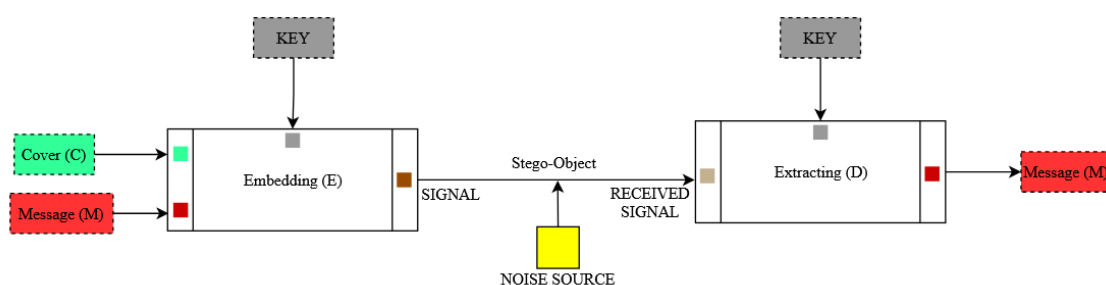 KEY
KEY
Cover (C)
Message (M)
Embedding (E)
SIGNAL
Stego-Object
NOISE SOURCE
RECEIVED
SIGNAL
Extracting (D)
Message (M)